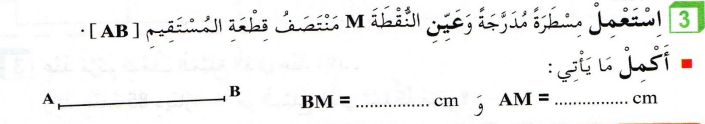 3 اِسْتَعْمِلْ مِسْطَرَةً مُدَرَّجَةً وَعَيِّنِ النُّقْطَةَ M مُنْتَصَفُ قِطْعَةِ المُسْتَقِيمِ [AB].
▪ أَكْمِلْ مَا يَأْتِي :
A B BM = ............... cm وَ AM = ............... cm